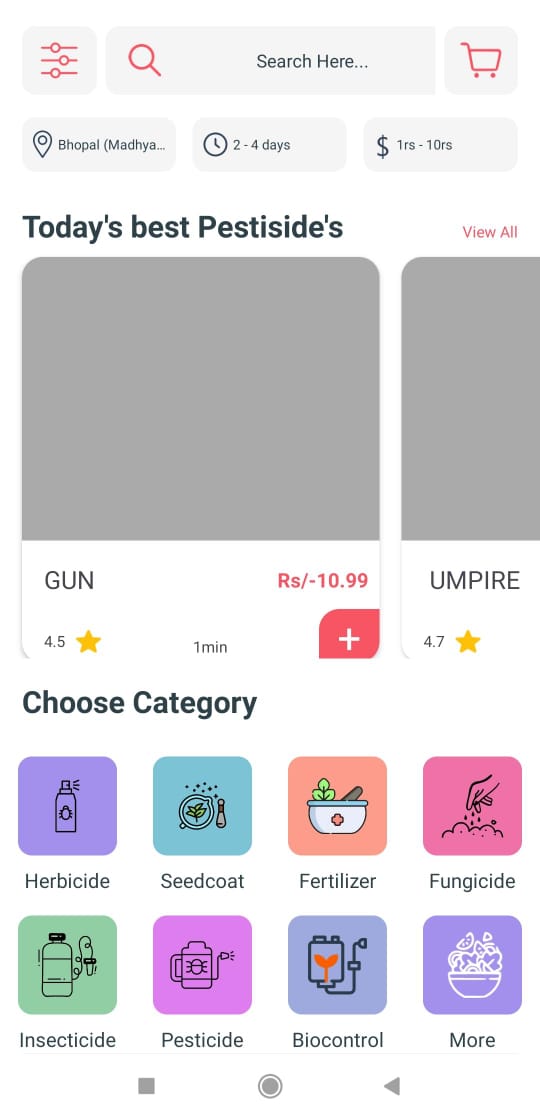 Search Here...
Bhopal (Madhya...
2 - 4 days
$ 1rs - 10rs
Today's best Pestiside's
View All
GUN
Rs/-10.99
UMPIRE
4.5
1min
+
4.7
Choose Category
Herbicide
Seedcoat
Fertilizer
Fungicide
Insecticide
Pesticide
Biocontrol
More